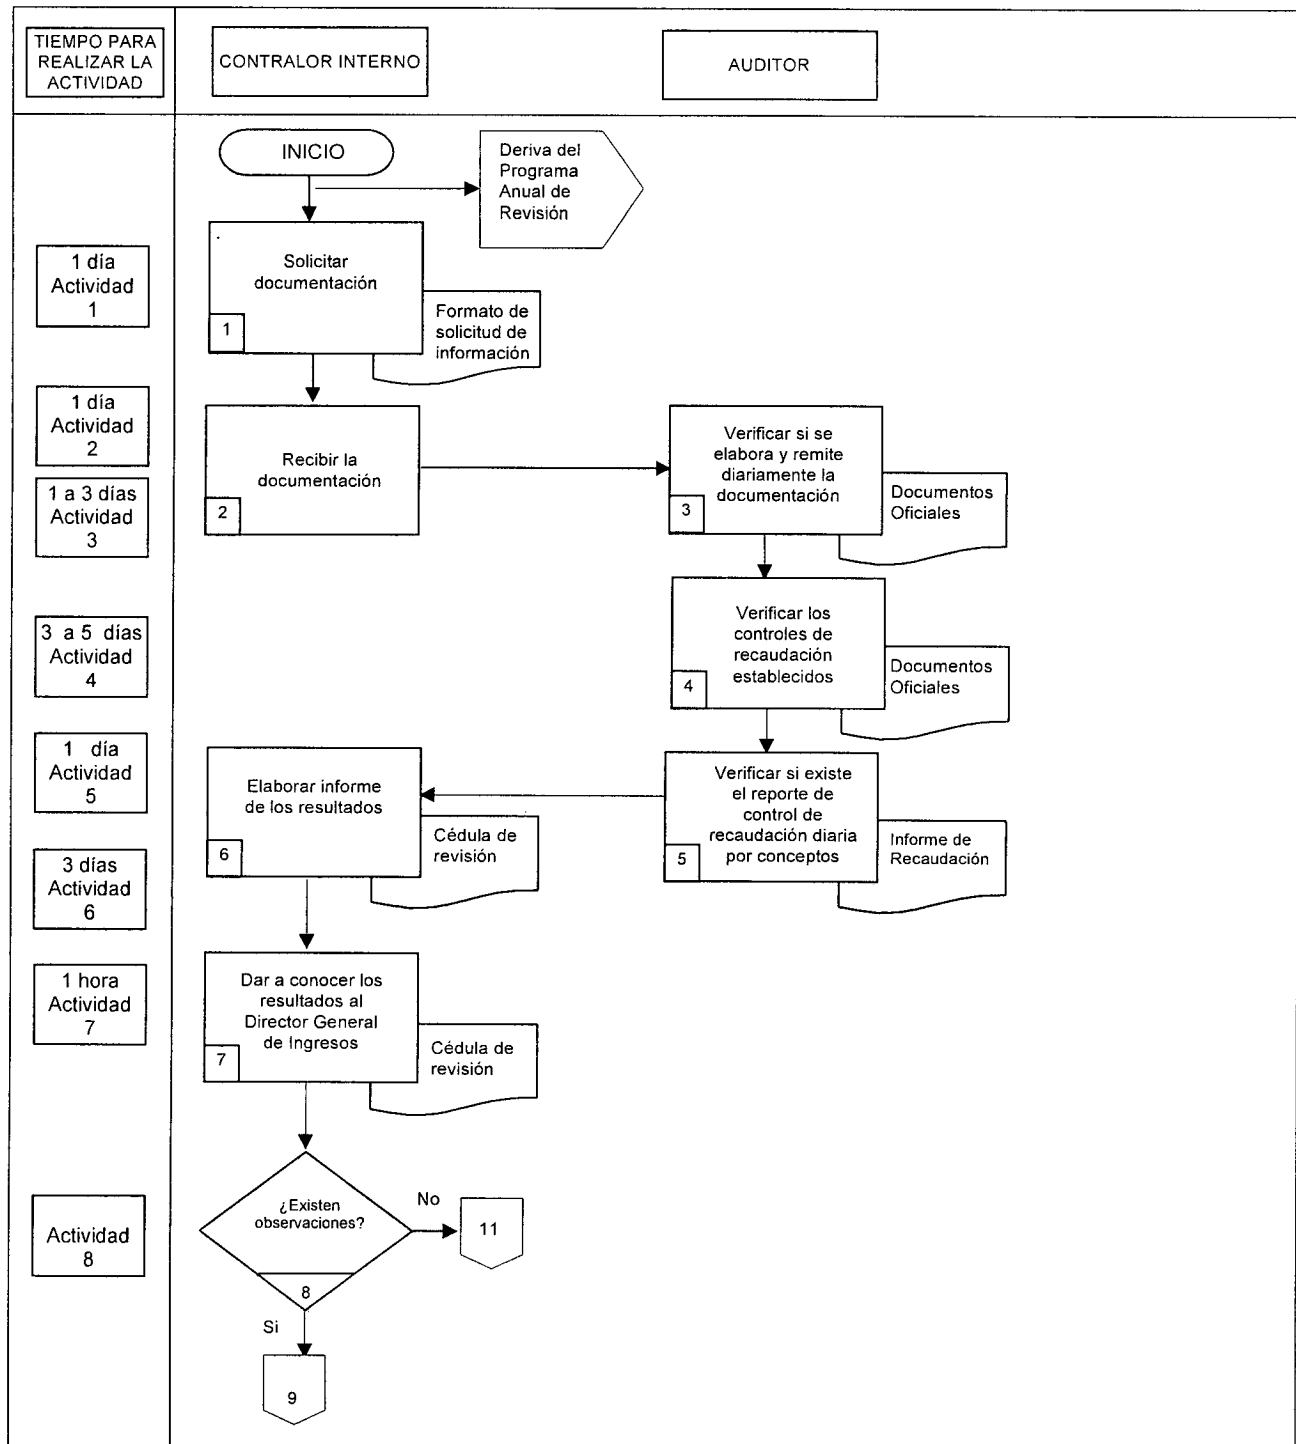 TIEMPO PARA
REALIZAR LA
ACTIVIDAD
CONTRALOR INTERNO
AUDITOR
INICIO
Deriva del
Programa
Anual de
Revisión
1 día
Actividad
1
Solicitar
documentación
1
Formato de
solicitud de
información
1 día
Actividad
2
Recibir la
documentación
2
Verificar si se
elabora y remite
diariamente la
documentación
3
Documentos
Oficiales
1 a 3 días
Actividad
3
3 a 5 días
Actividad
4
Verificar los
controles de
recaudación
establecidos
4
Documentos
Oficiales
1 día
Actividad
5
Elaborar informe
de los resultados
6
Cédula de
revisión
Verificar si existe
el reporte de
control de
recaudación diaria
por conceptos
5
Informe de
Recaudación
3 días
Actividad
6
1 hora
Actividad
7
Dar a conocer los
resultados al
Director General
de Ingresos
7
Cédula de
revisión
Actividad
8
¿Existen
observaciones?
8
No
11
Si
9